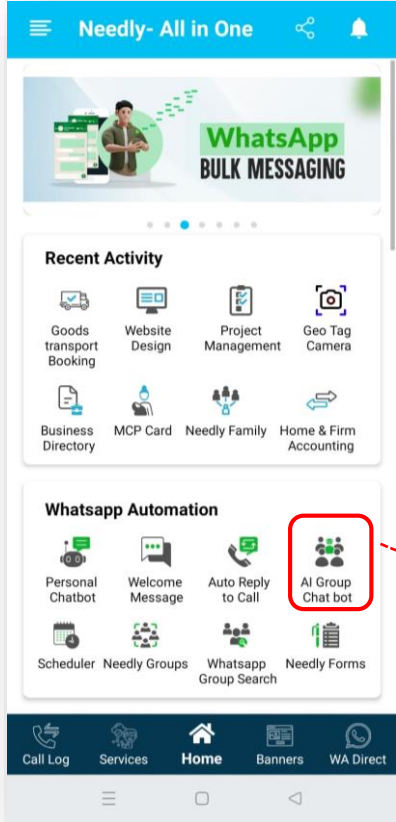 Needly- All in One
WhatsApp
BULK MESSAGING
Recent Activity
Goods
transport
Booking
Website
Design
Project
Management
Geo Tag
Camera
Business
Directory
MCP Card
Needly Family
Home & Firm
Accounting
Whatsapp Automation
Personal
Chatbot
Welcome
Message
Auto Reply
to Call
AI Group
Chat bot
Scheduler
Needly Groups
Whatsapp
Group Search
Needly Forms
Call Log
Services
Home
Banners
WA Direct